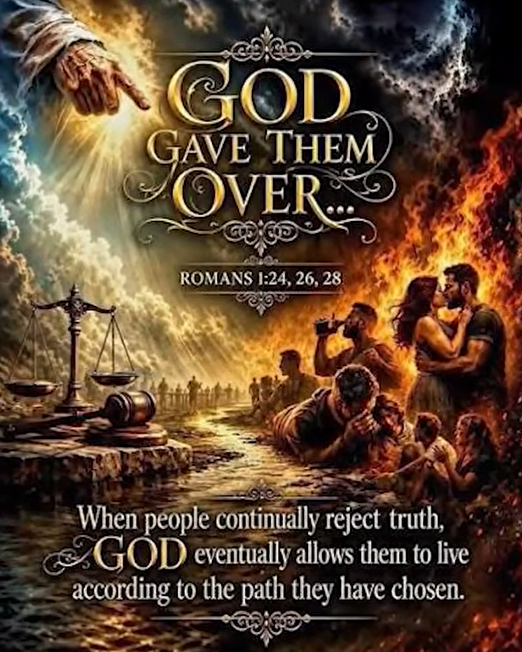 GOD
GAVE THEM
OVER...
ROMANS 1:24, 26, 28
When people continually reject truth,
GOD eventually allows them to live
according to the path they have chosen.